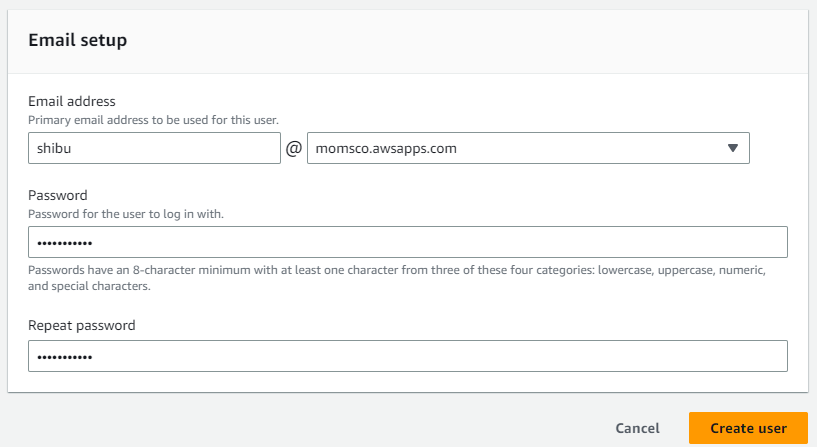 Email setup
Email address
Primary email address to be used for this user.
shibu @ momsco.awsapps.com
Password
Password for the user to log in with.
•••••••••••
Passwords have an 8-character minimum with at least one character from three of these four categories: lowercase, uppercase, numeric,
and special characters.
Repeat password
•••••••••••
Cancel Create user